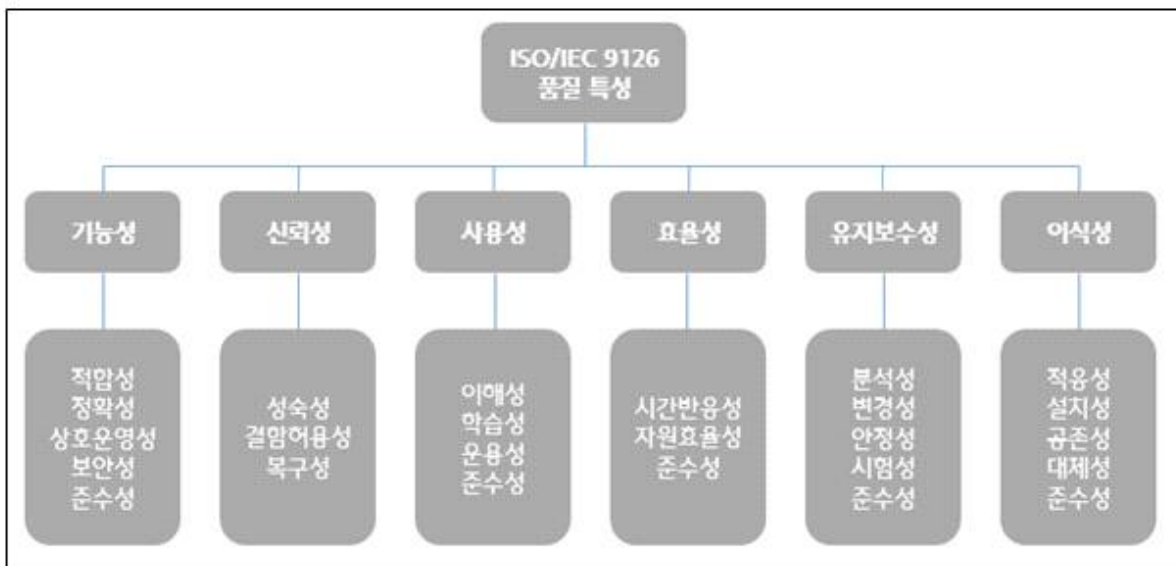 ISO/IEC 9126
품질 특성
기능성
신뢰성
사용성
효율성
유지보수성
이식성
적합성
정확성
상호운영성
보안성
준수성
성숙성
결함허용성
복구성
이해성
학습성
운용성
준수성
시간반응성
자원효율성
준수성
분석성
변경성
안정성
시험성
준수성
적용성
설치성
공존성
대체성
준수성